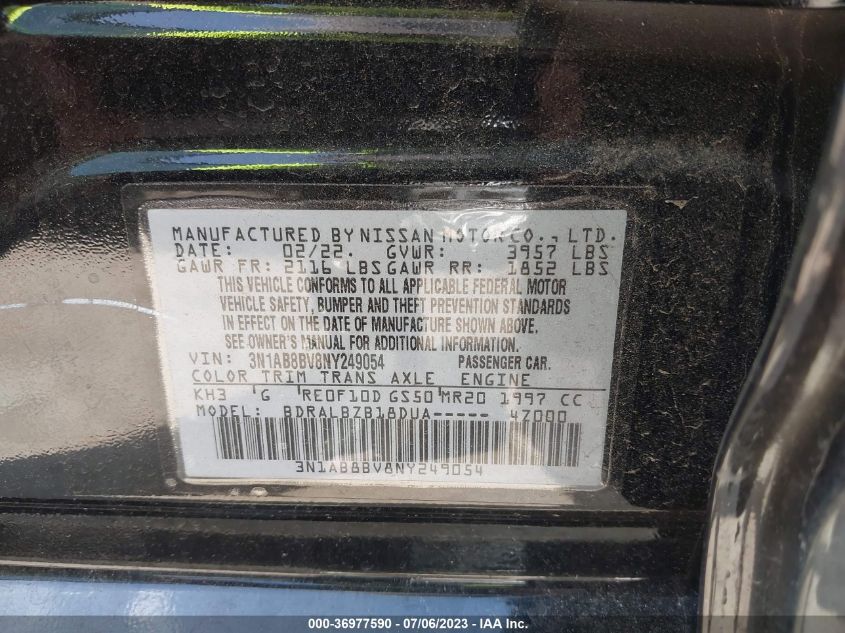 MANUFACTURED BY NISSAN MOTOR CO., LTD.
DATE: 02/22. GVWR: 3957 LBS
GAWR FR: 2116 LBS GAWR RR: 1852 LBS
THIS VEHICLE CONFORMS TO ALL APPLICABLE FEDERAL MOTOR
VEHICLE SAFETY, BUMPER AND THEFT PREVENTION STANDARDS
IN EFFECT ON THE DATE OF MANUFACTURE SHOWN ABOVE.
SEE OWNER'S MANUAL FOR ADDITIONAL INFORMATION.
VIN: 3N1AB8BV8NY249054 PASSENGER CAR.
COLOR TRIM TRANS AXLE ENGINE
KH3 G RE0F10D GS50 MR20 1997 CC
MODEL: BDRALBZB18DUA----- 4Z000
3N1AB8BV8NY249054
000-36977590 - 07/06/2023 - IAA, Inc.